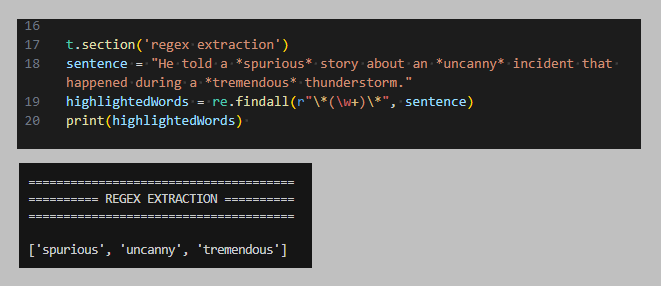 16
17 t.section('regex extraction')
18 sentence = "He told a *spurious* story about an *uncanny* incident that
happened during a *tremendous* thunderstorm."
19 highlightedWords = re.findall(r"\*(\w+)\*", sentence)
20 print(highlightedWords)
======================================
========== REGEX EXTRACTION ==========
======================================
['spurious', 'uncanny', 'tremendous']